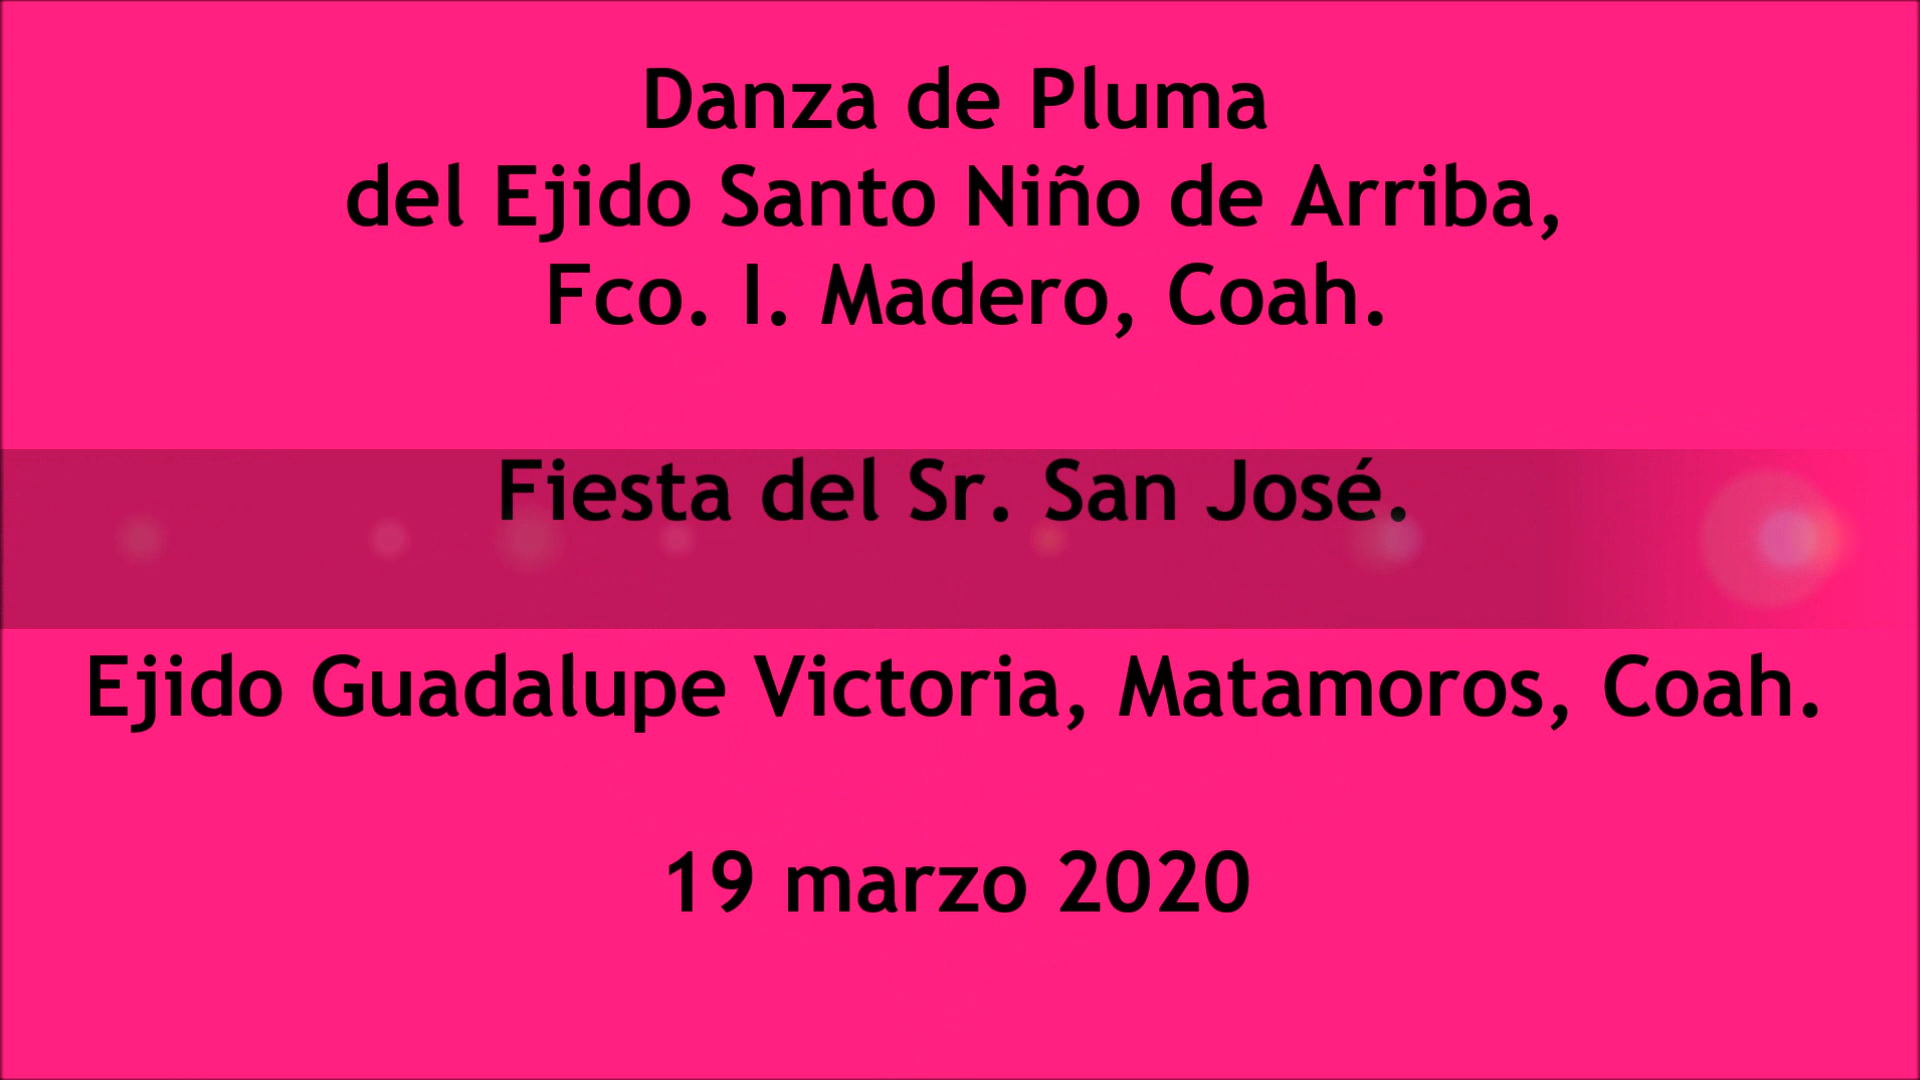 Danza de Pluma
del Ejido Santo Niño de Arriba,
Fco. I. Madero, Coah.
Fiesta del Sr. San José.
Ejido Guadalupe Victoria, Matamoros, Coah.
19 marzo 2020